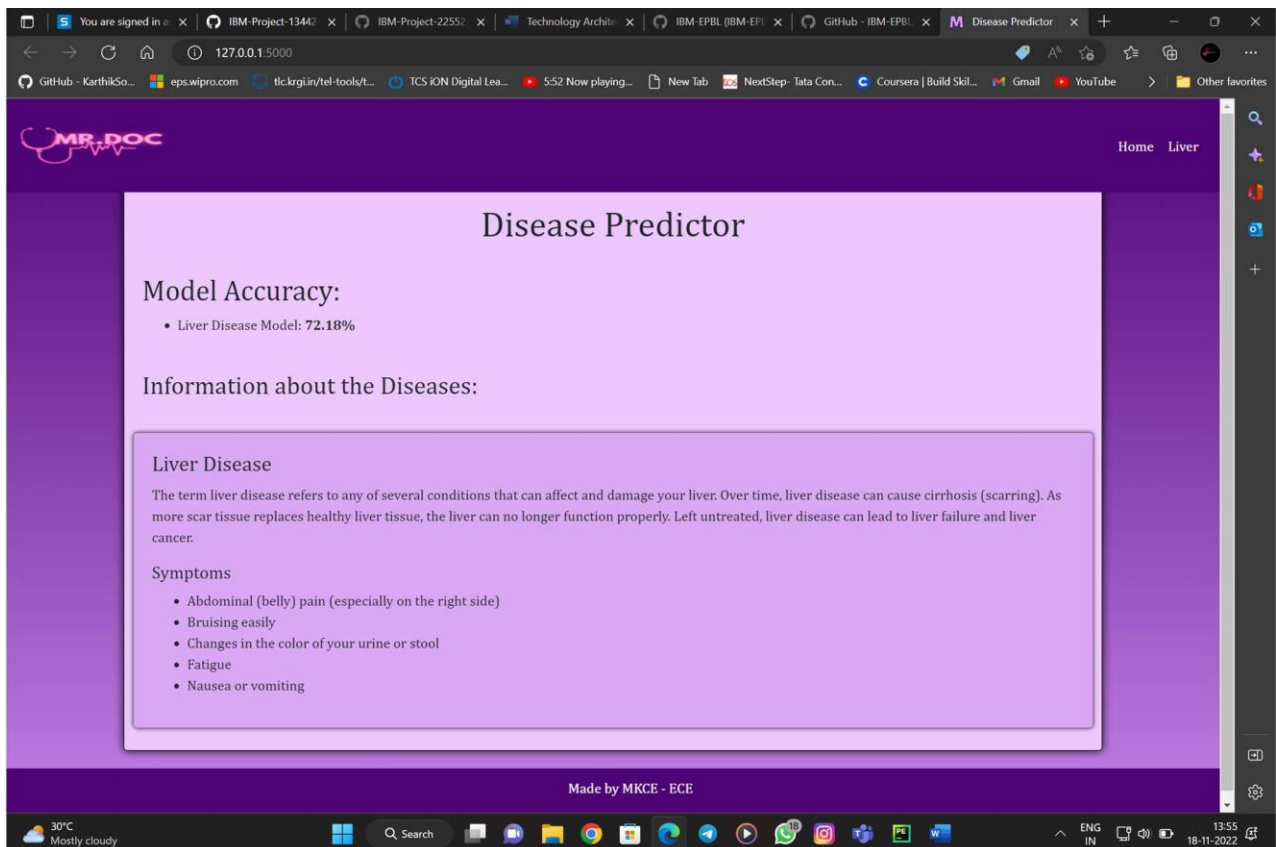 You are signed in a
IBM-Project-13442
IBM-Project-22552
Technology Archite
IBM-EPBL (IBM-EP
GitHub - IBM-EPBL
M Disease Predictor
127.0.0.1:5000
GitHub - KarthikSo...
eps.wipro.com
tlc.krgi.in/tel-tools/t...
TCS iON Digital Lea...
5:52 Now playing...
New Tab
NextStep- Tata Con...
Coursera | Build Skil...
Gmail
YouTube
Other favorites
MR.DOC
Home Liver
Disease Predictor
Model Accuracy:
• Liver Disease Model: 72.18%
Information about the Diseases:
Liver Disease
The term liver disease refers to any of several conditions that can affect and damage your liver. Over time, liver disease can cause cirrhosis (scarring). As
more scar tissue replaces healthy liver tissue, the liver can no longer function properly. Left untreated, liver disease can lead to liver failure and liver
cancer.
Symptoms
• Abdominal (belly) pain (especially on the right side)
• Bruising easily
• Changes in the color of your urine or stool
• Fatigue
• Nausea or vomiting
Made by MKCE - ECE
30°C
Mostly cloudy
Search
18
ENG
IN
13:55
18-11-2022